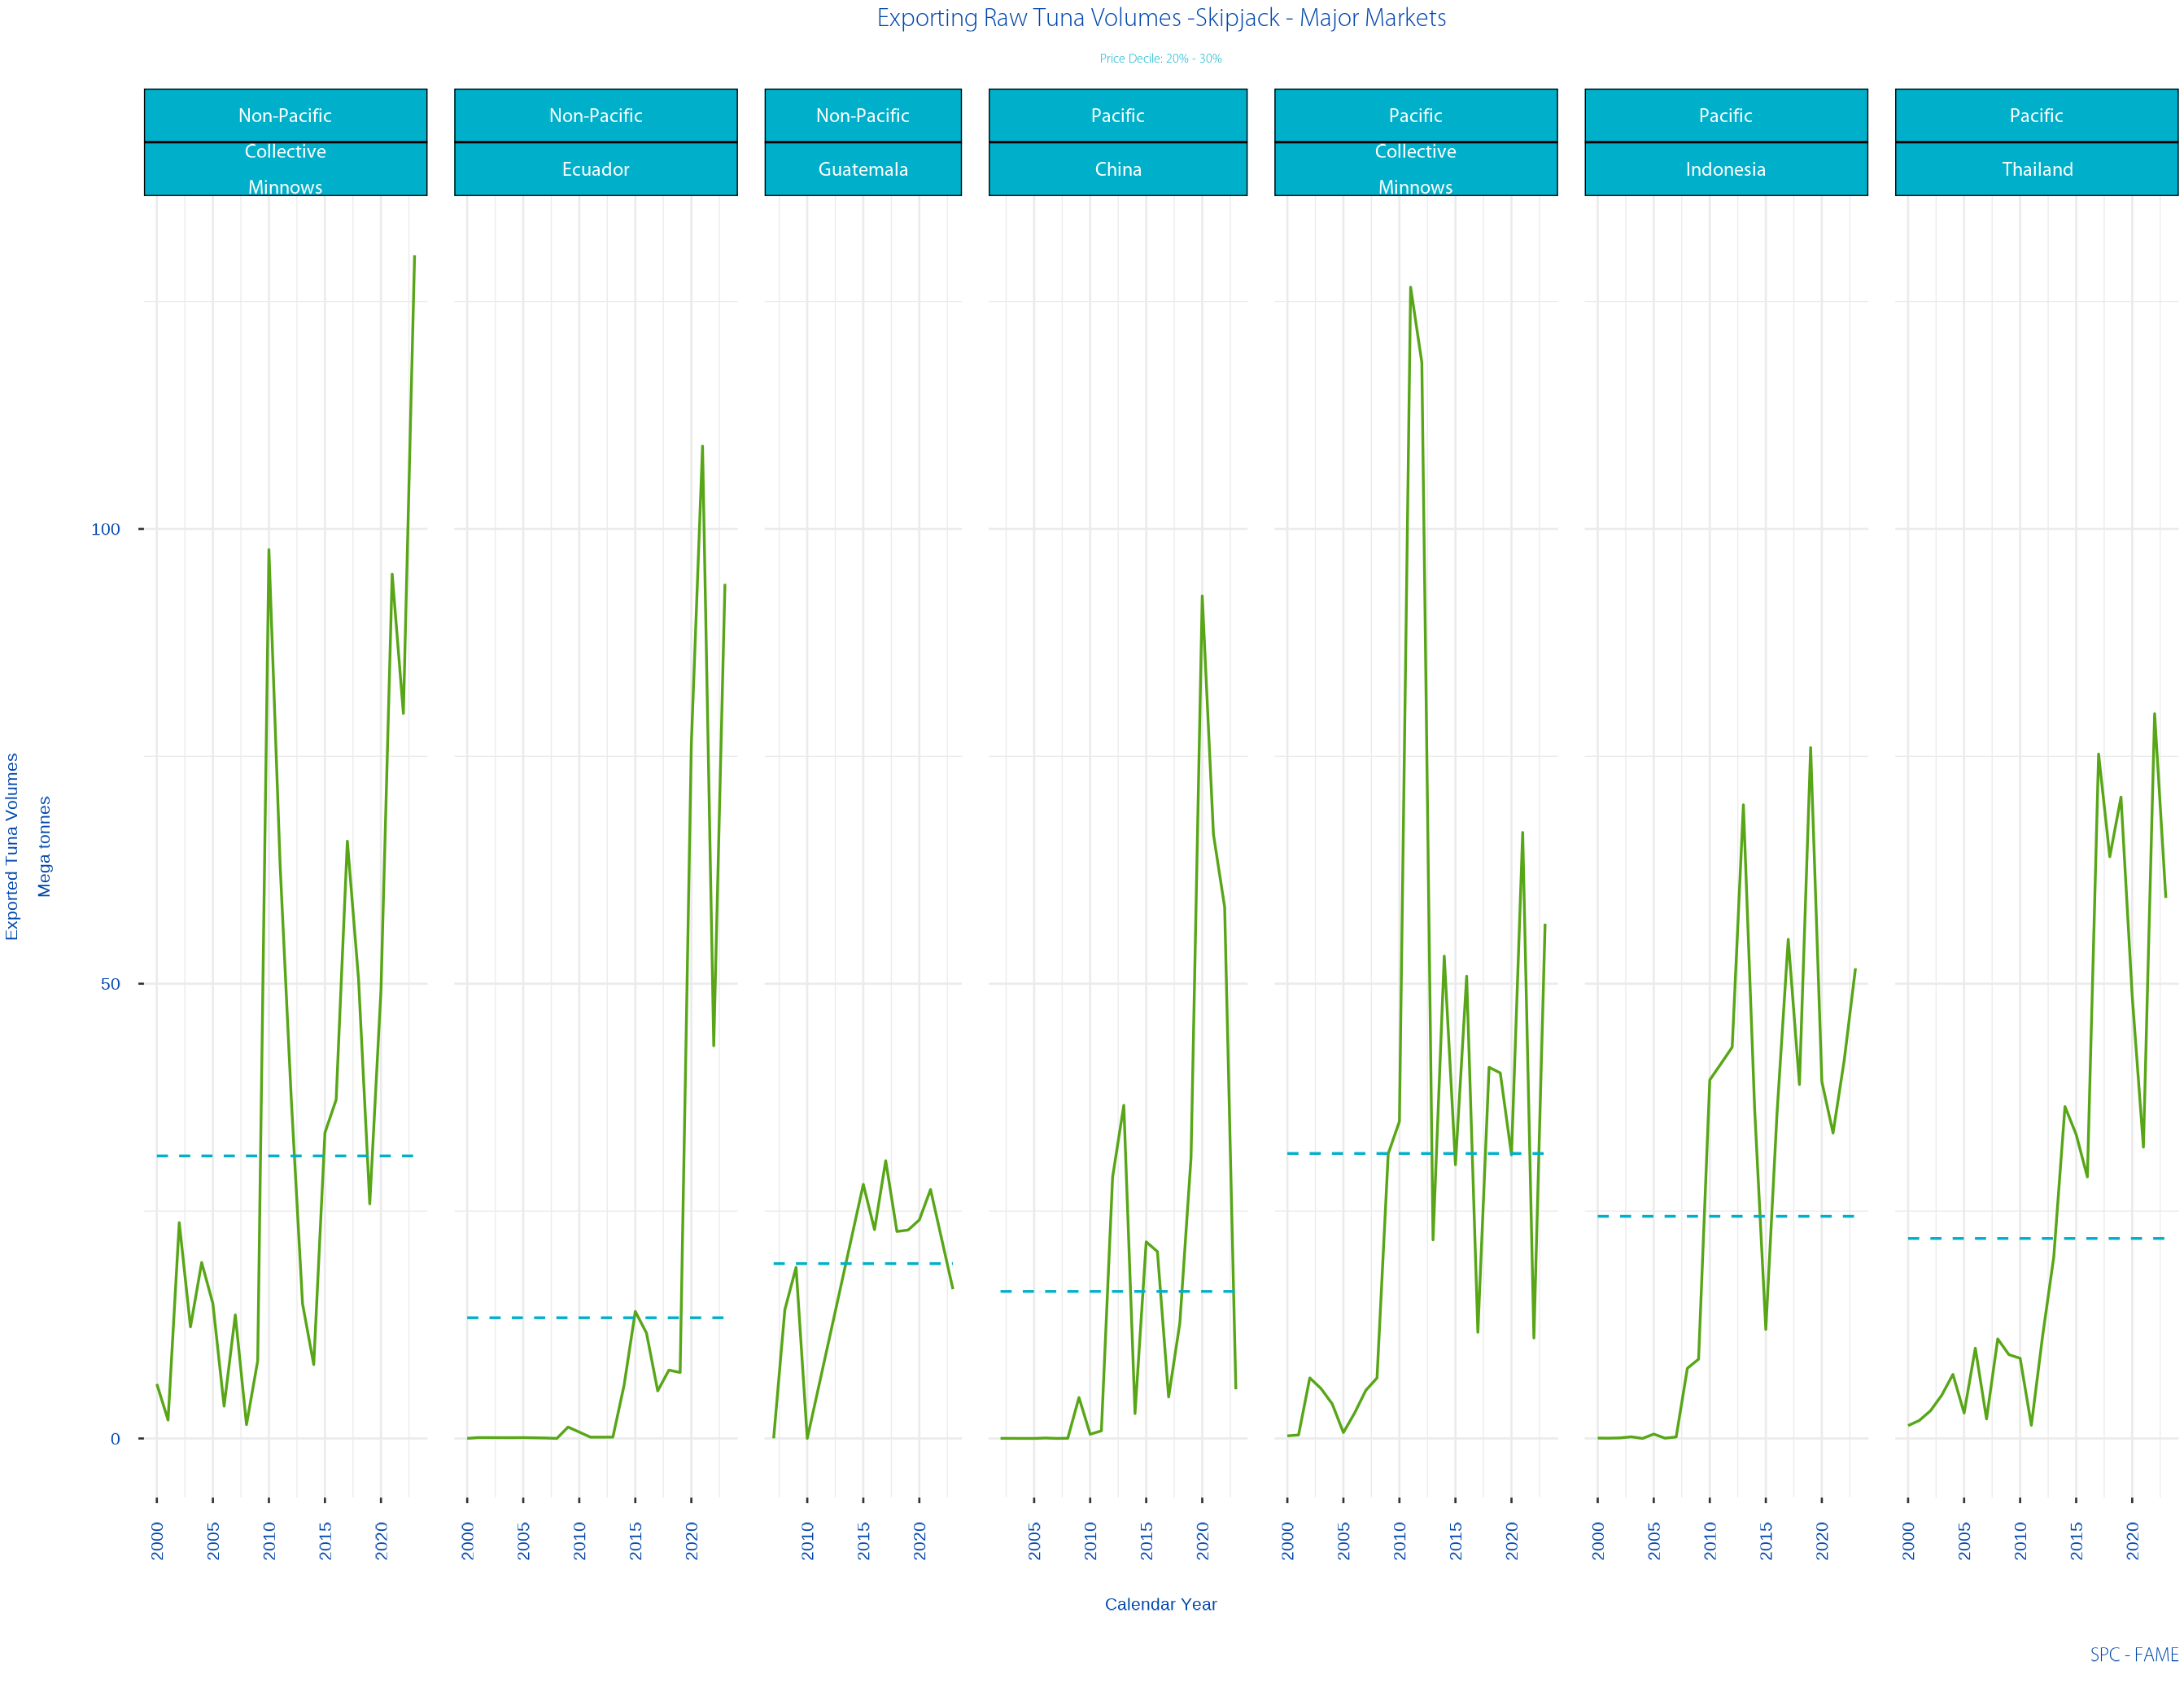 Exporting Raw Tuna Volumes -Skipjack - Major Markets
Price Decile: 20% - 30%
Non-Pacific
Collective
Minnows
Non-Pacific
Ecuador
Non-Pacific
Guatemala
Pacific
China
Pacific
Collective
Minnows
Pacific
Indonesia
Pacific
Thailand
Exported Tuna Volumes
Mega tonnes
100
50
0
2000 2005 2010 2015 2020
2000 2005 2010 2015 2020
2010 2015 2020
2005 2010 2015 2020
2000 2005 2010 2015 2020
2000 2005 2010 2015 2020
2000 2005 2010 2015 2020
Calendar Year
SPC - FAME